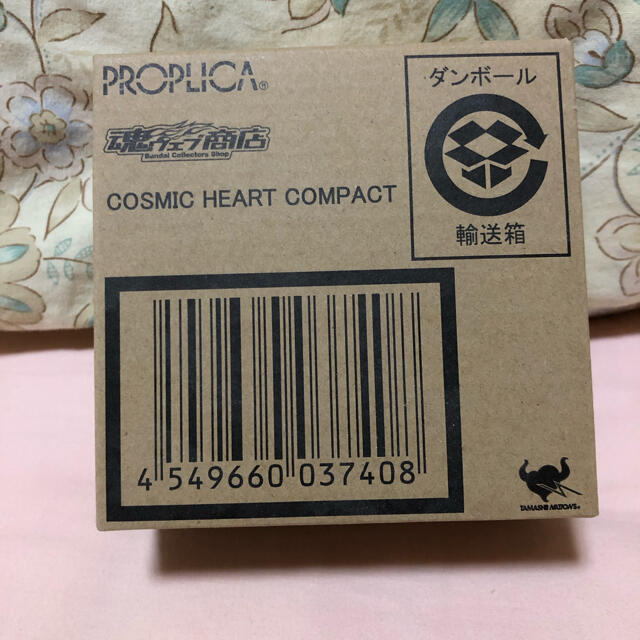 PROPLICA®
魂ウェブ商店
Bandai Collectors Shop
COSMIC HEART COMPACT
ダンボール
輸送箱
4 549660 037408
TAMASHII NATIONS®